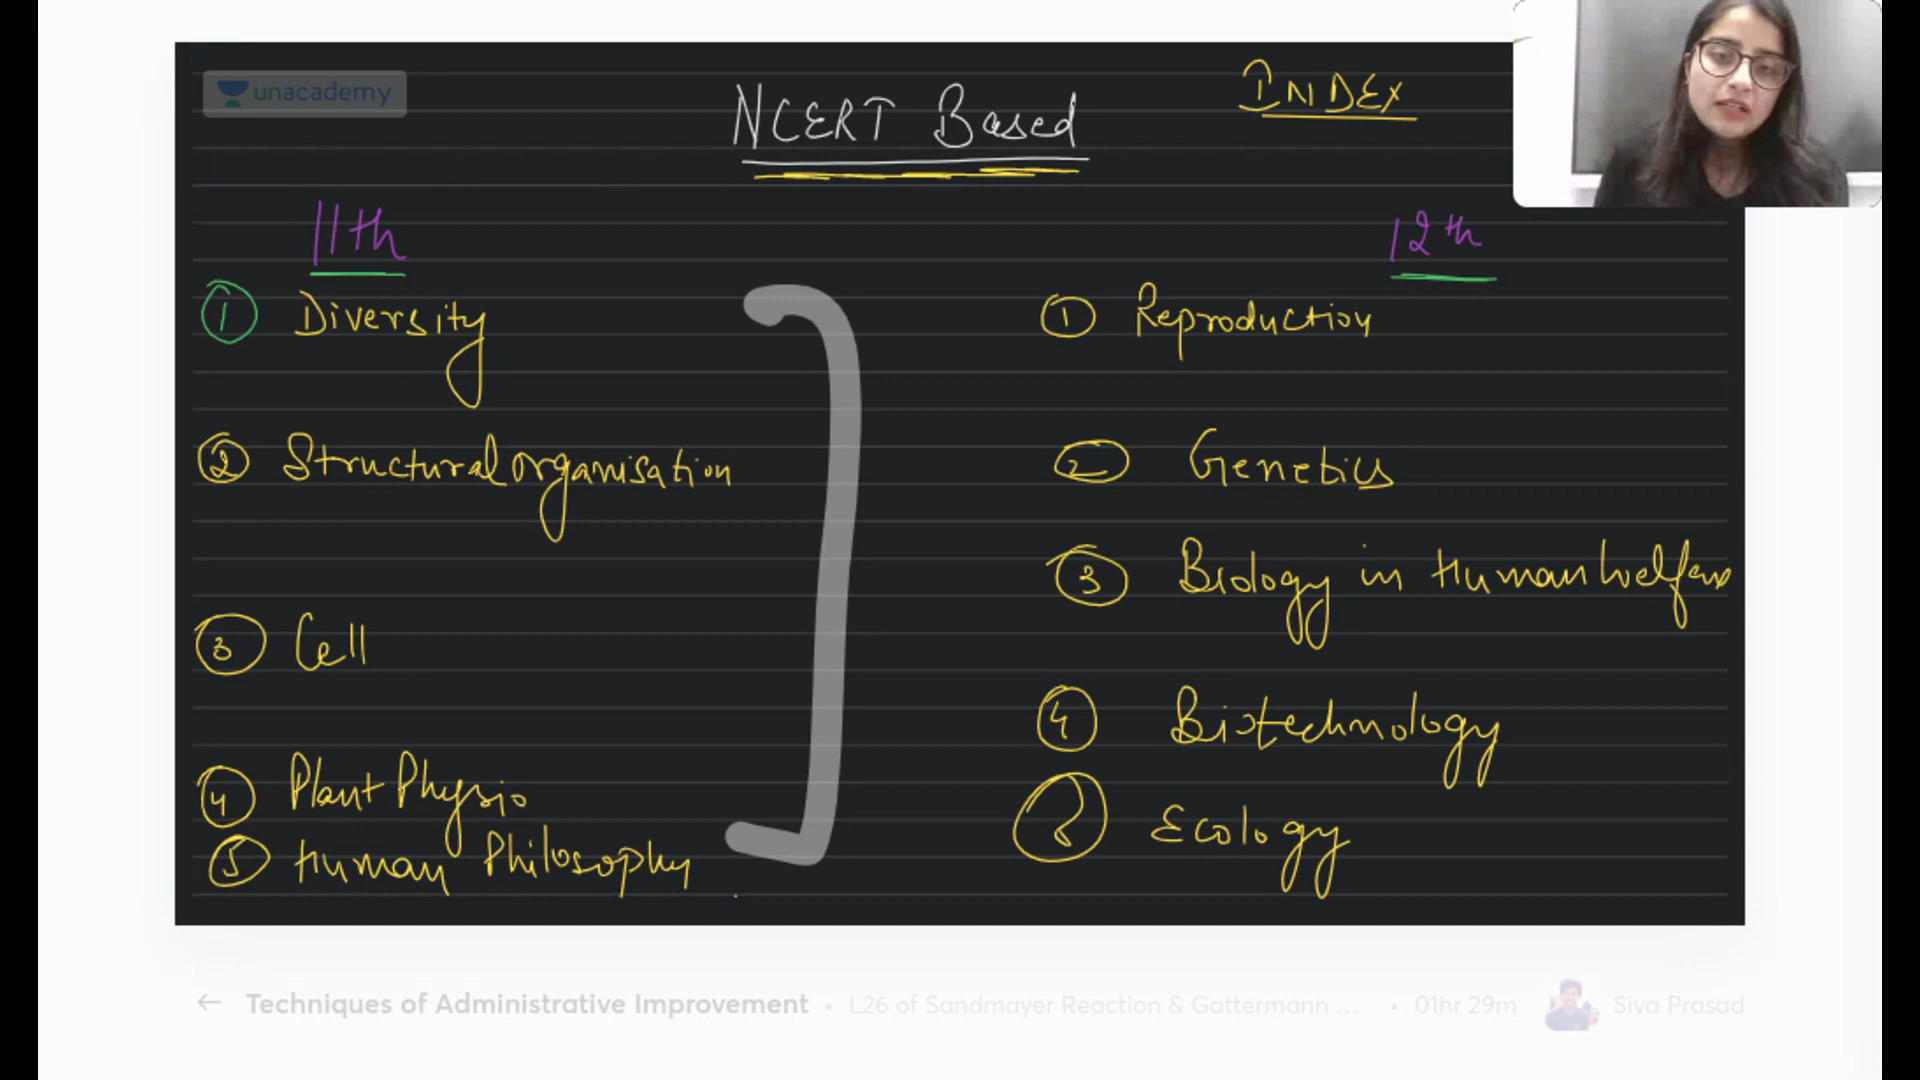 unacademy
NCERT Based
INDEX
11th
12th
① Diversity
① Reproduction
② Structural organisation
② Genetics
③ Biology in Human Welfare
③ Cell
④ Biotechnology
④ Plant Physio
Ecology
⑤ Human Philosophy
← Techniques of Administrative Improvement • L26 of Sandmayer Reaction & Gattermann ... • 01hr 29m Siva Prasad